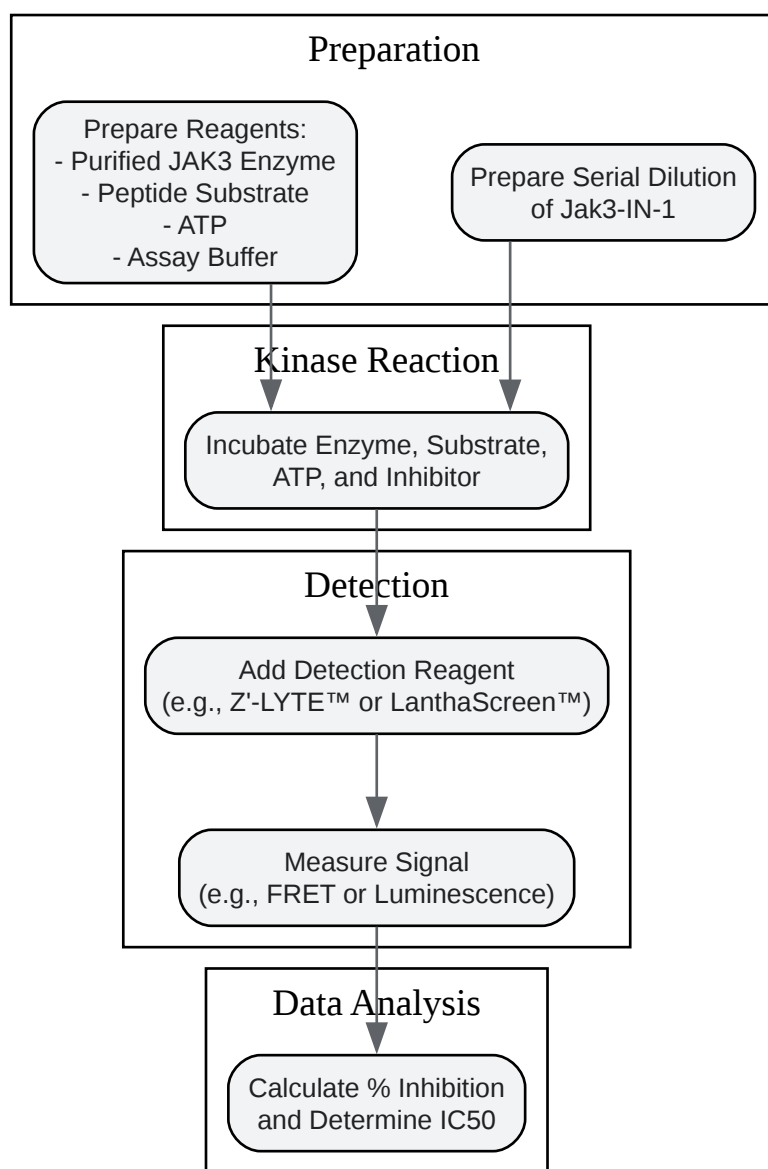 Preparation
Prepare Reagents:
- Purified JAK3 Enzyme
- Peptide Substrate
- ATP
- Assay Buffer
Prepare Serial Dilution
of Jak3-IN-1
Kinase Reaction
Incubate Enzyme, Substrate,
ATP, and Inhibitor
Detection
Add Detection Reagent
(e.g., Z'-LYTE™ or LanthaScreen™)
Measure Signal
(e.g., FRET or Luminescence)
Data Analysis
Calculate % Inhibition
and Determine IC50